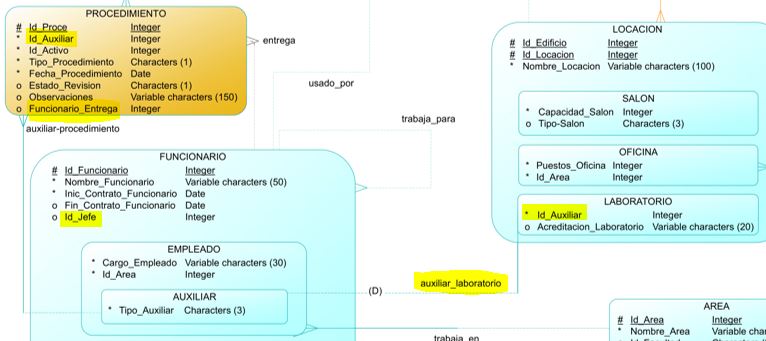 PROCEDIMIENTO
# Id_Proce Integer
* Id_Auxiliar Integer
* Id_Activo Integer
* Tipo_Procedimiento Characters (1)
* Fecha_Procedimiento Date
o Estado_Revision Characters (1)
o Observaciones Variable characters (150)
o Funcionario_Entrega Integer
entrega
usado_por
trabaja_para
auxiliar-procedimiento
FUNCIONARIO
# Id_Funcionario Integer
* Nombre_Funcionario Variable characters (50)
* Inic_Contrato_Funcionario Date
o Fin_Contrato_Funcionario Date
o Id_Jefe Integer
EMPLEADO
* Cargo_Empleado Variable characters (30)
* Id_Area Integer
AUXILIAR
* Tipo_Auxiliar Characters (3)
(D)
auxiliar_laboratorio
trabaja_en
LOCACION
# Id_Edificio Integer
# Id_Locacion Integer
* Nombre_Locacion Variable characters (100)
SALON
* Capacidad_Salon Integer
o Tipo-Salon Characters (3)
OFICINA
* Puestos_Oficina Integer
* Id_Area Integer
LABORATORIO
* Id_Auxiliar Integer
o Acreditacion_Laboratorio Variable characters (20)
AREA
# Id_Area Integer
* Nombre_Area Variable char